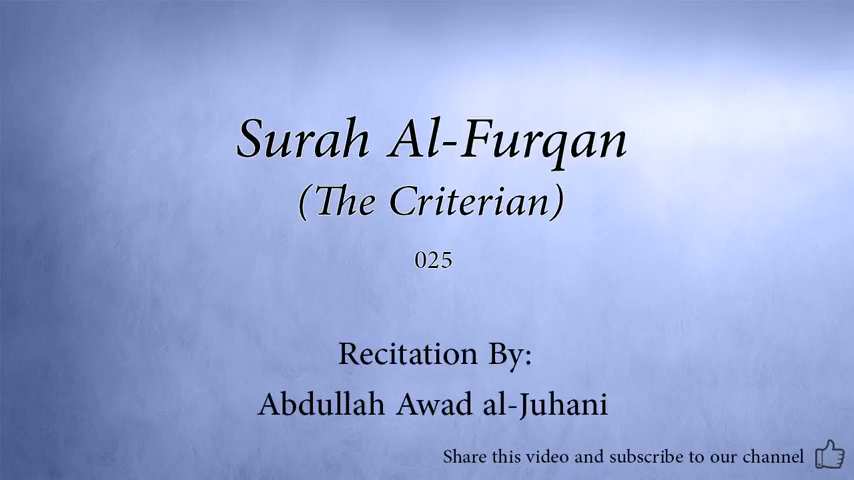 Surah Al-Furqan
(The Criterian)
025
Recitation By:
Abdullah Awad al-Juhani
Share this video and subscribe to our channel